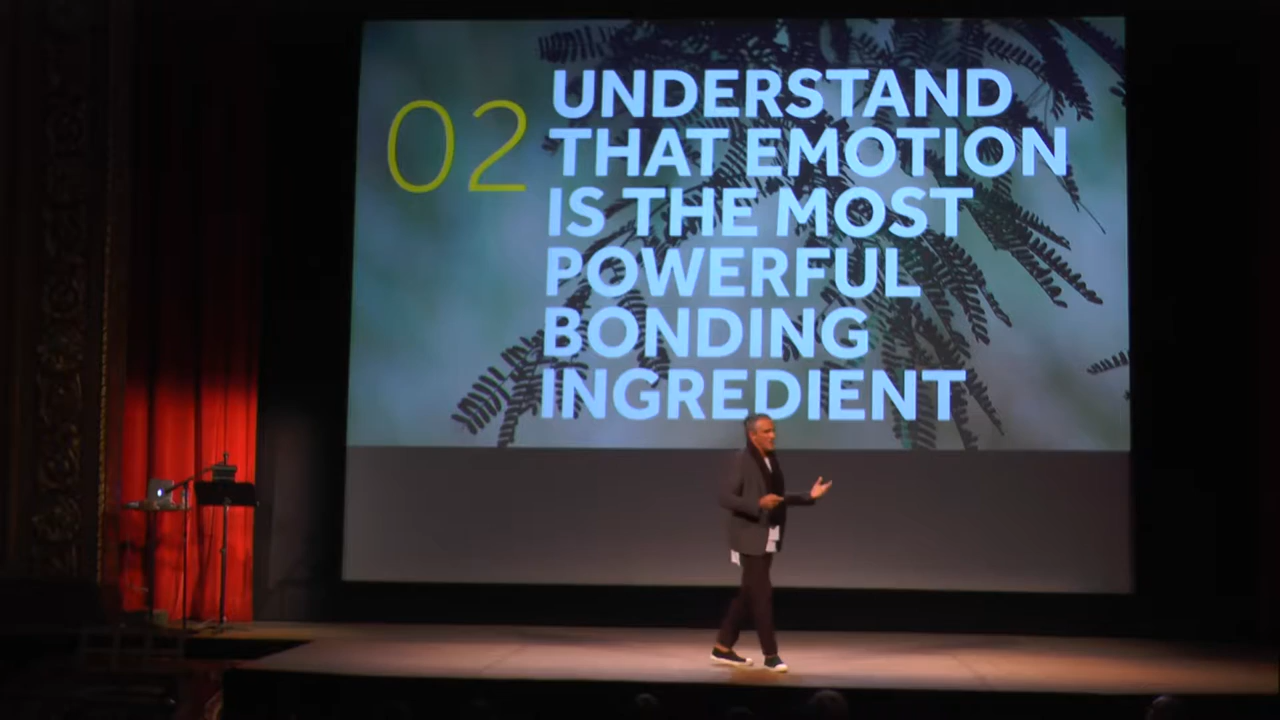 02
UNDERSTAND
THAT EMOTION
IS THE MOST
POWERFUL
BONDING
INGREDIENT